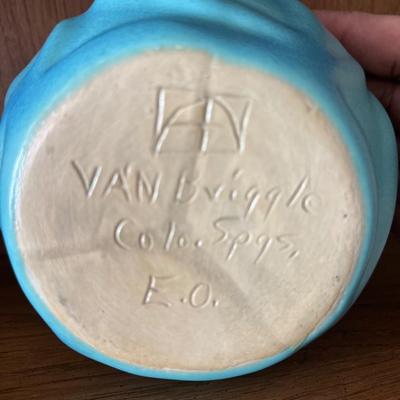 VAN Briggle
Colo. Spgs.
E.O.